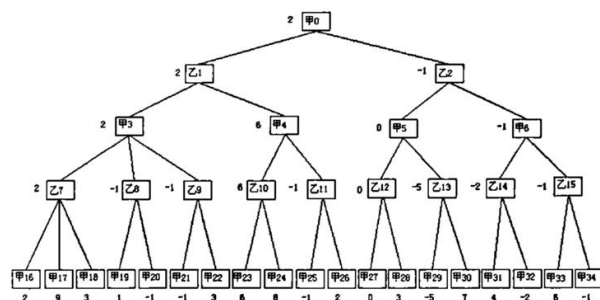 2 甲0
2 乙1 -1 乙2
2 甲3 6 甲4 0 甲5 -1 甲6
2 乙7 -1 乙8 -1 乙9 6 乙10 -1 乙11 0 乙12 -5 乙13 -2 乙14 -1 乙15
甲16 甲17 甲18 甲19 甲20 甲21 甲22 甲23 甲24 甲25 甲26 甲27 甲28 甲29 甲30 甲31 甲32 甲33 甲34
2 9 3 1 -1 -1 3 6 8 -1 2 0 3 -5 7 4 -2 6 -1